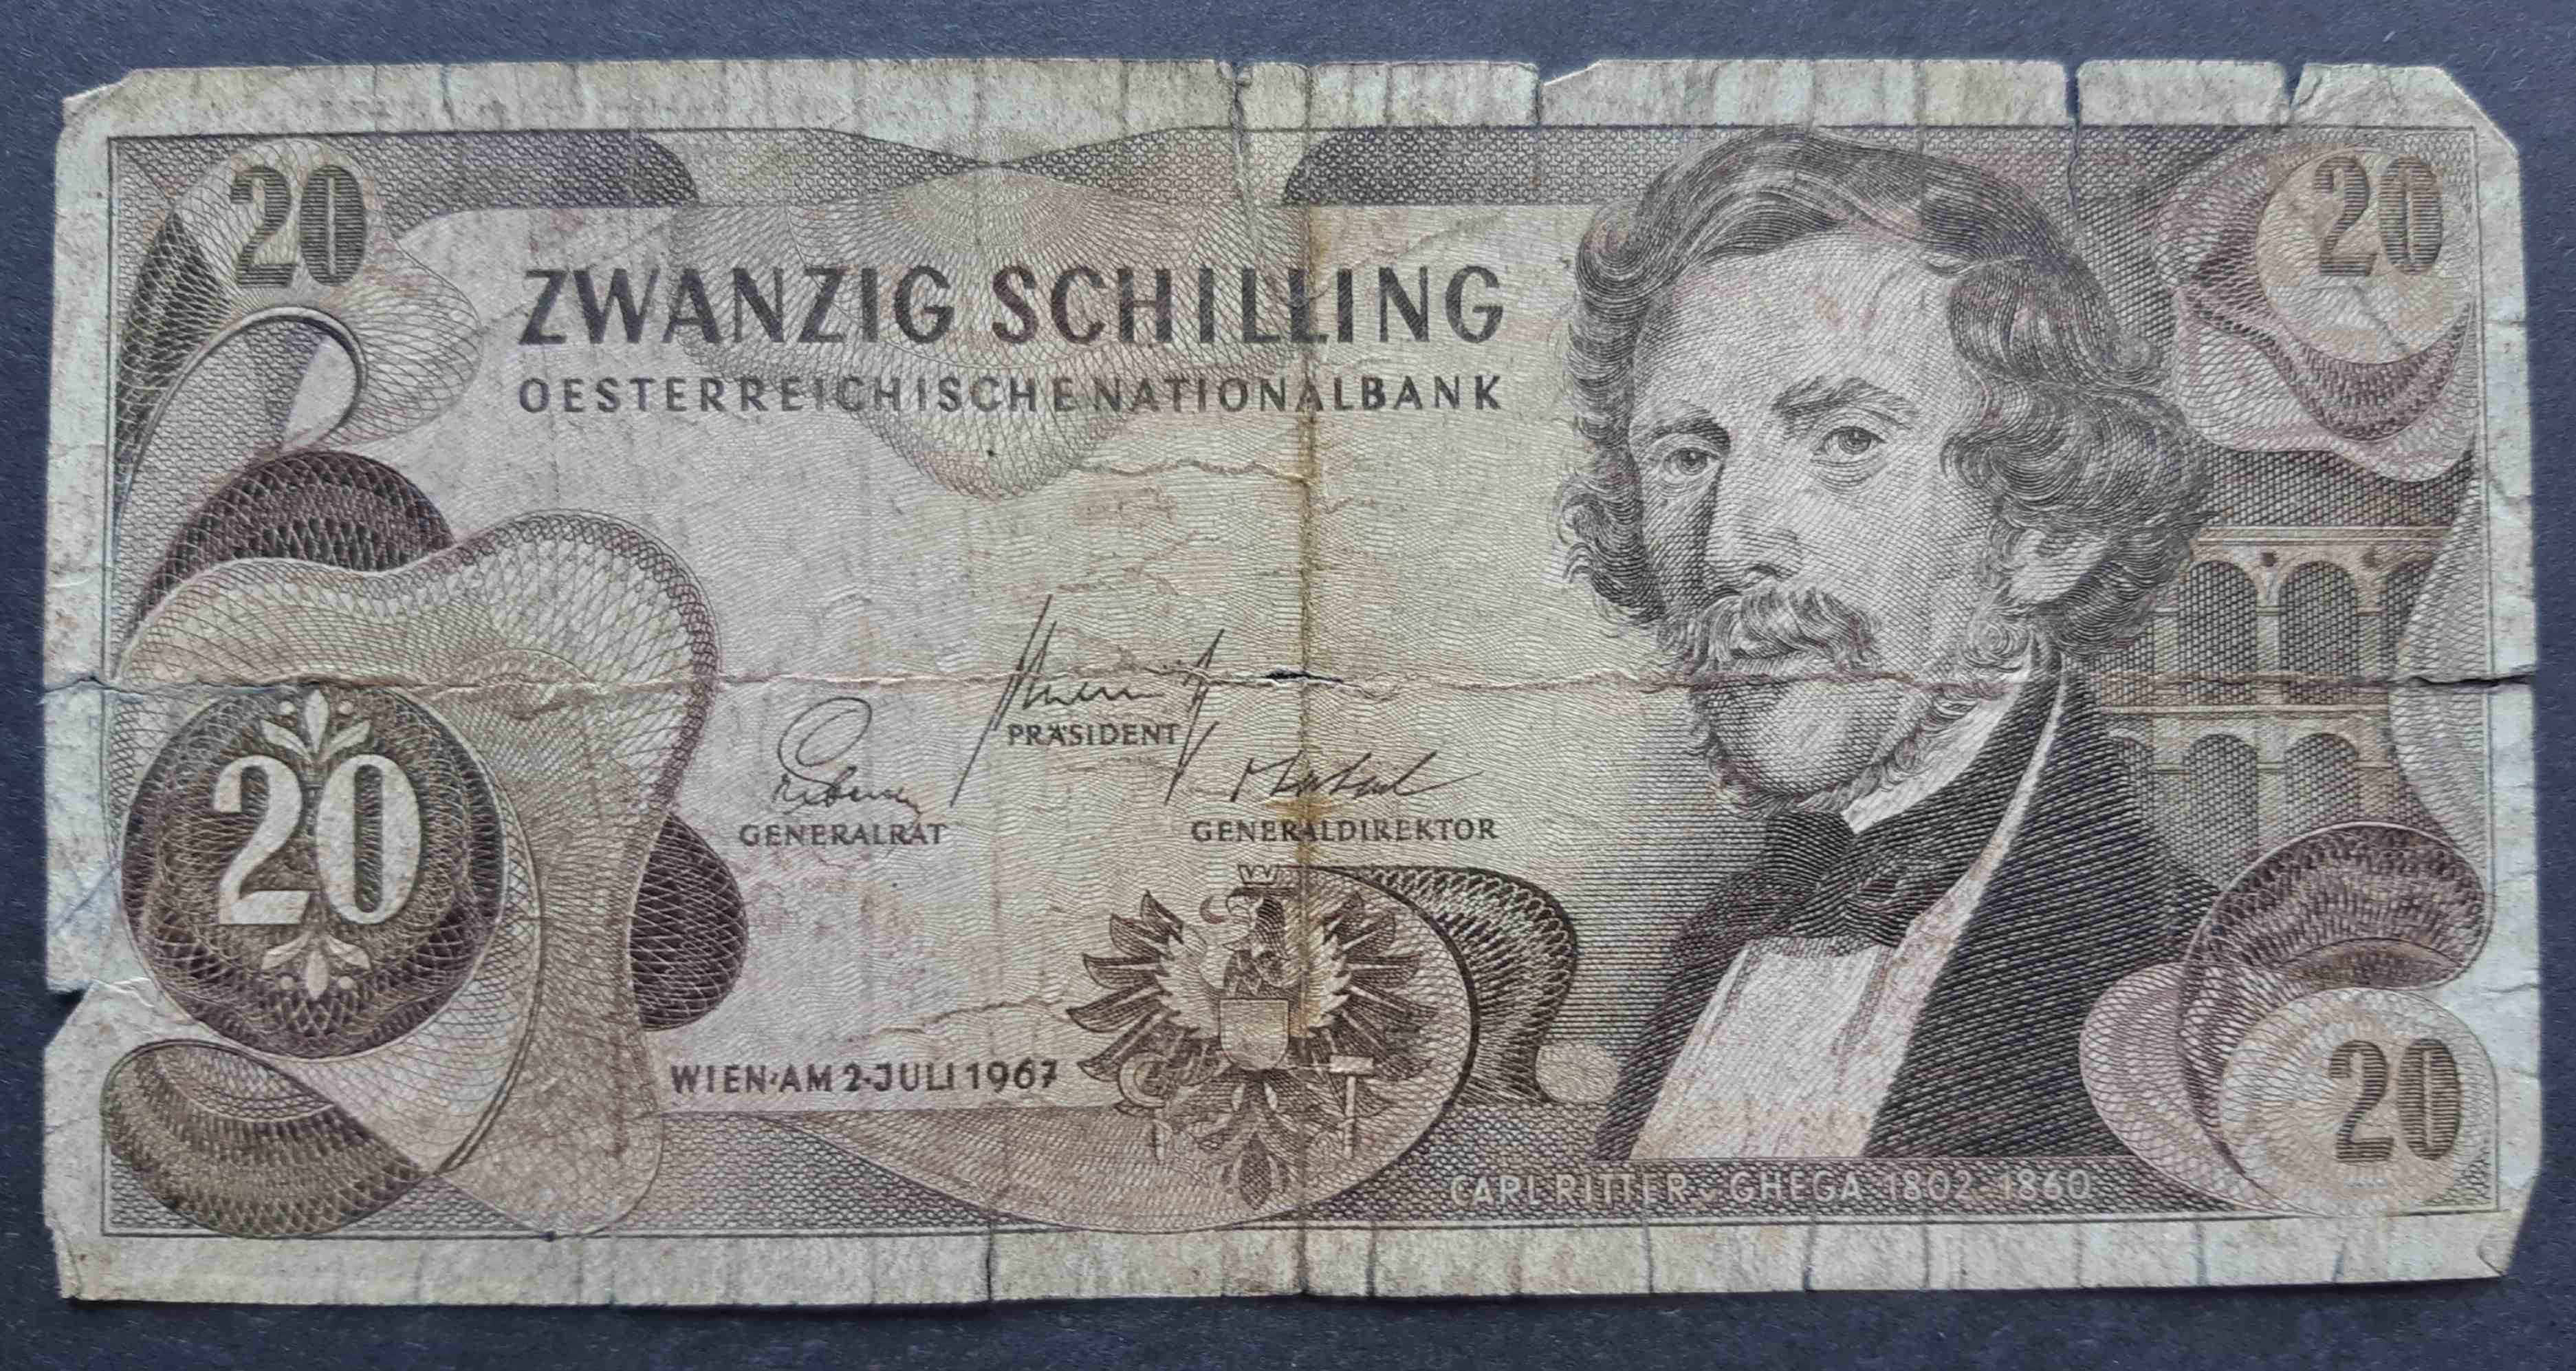 20
20
ZWANZIG SCHILLING
OESTERREICHISCHE NATIONALBANK
PRÄSIDENT
GENERALRAT
GENERALDIREKTOR
20
WIEN·AM 2·JULI 1967
20
CARL RITTER v GHEGA 1802-1860